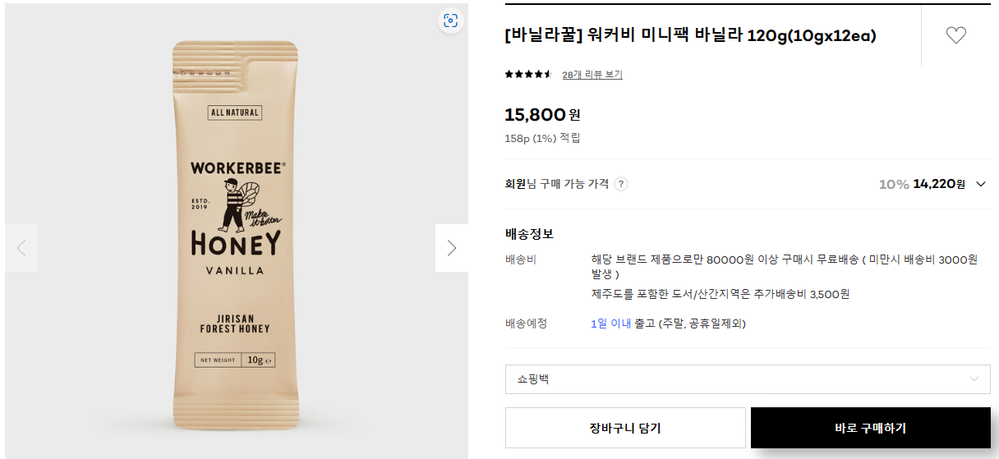 ALL NATURAL
WORKERBEE®
ESTD.
2019
Makes
it better
HONEY
VANILLA
JIRISAN
FOREST HONEY
NET WEIGHT 10g ℮
[바닐라꿀] 워커비 미니팩 바닐라 120g(10gx12ea)
28개 리뷰 보기
15,800 원
158p (1%) 적립
회원님 구매 가능 가격 ?
10% 14,220원
배송정보
배송비
해당 브랜드 제품으로만 80000원 이상 구매시 무료배송 ( 미만시 배송비 3000원
발생 )
제주도를 포함한 도서/산간지역은 추가배송비 3,500원
배송예정
1일 이내 출고 (주말, 공휴일제외)
쇼핑백
장바구니 담기
바로 구매하기